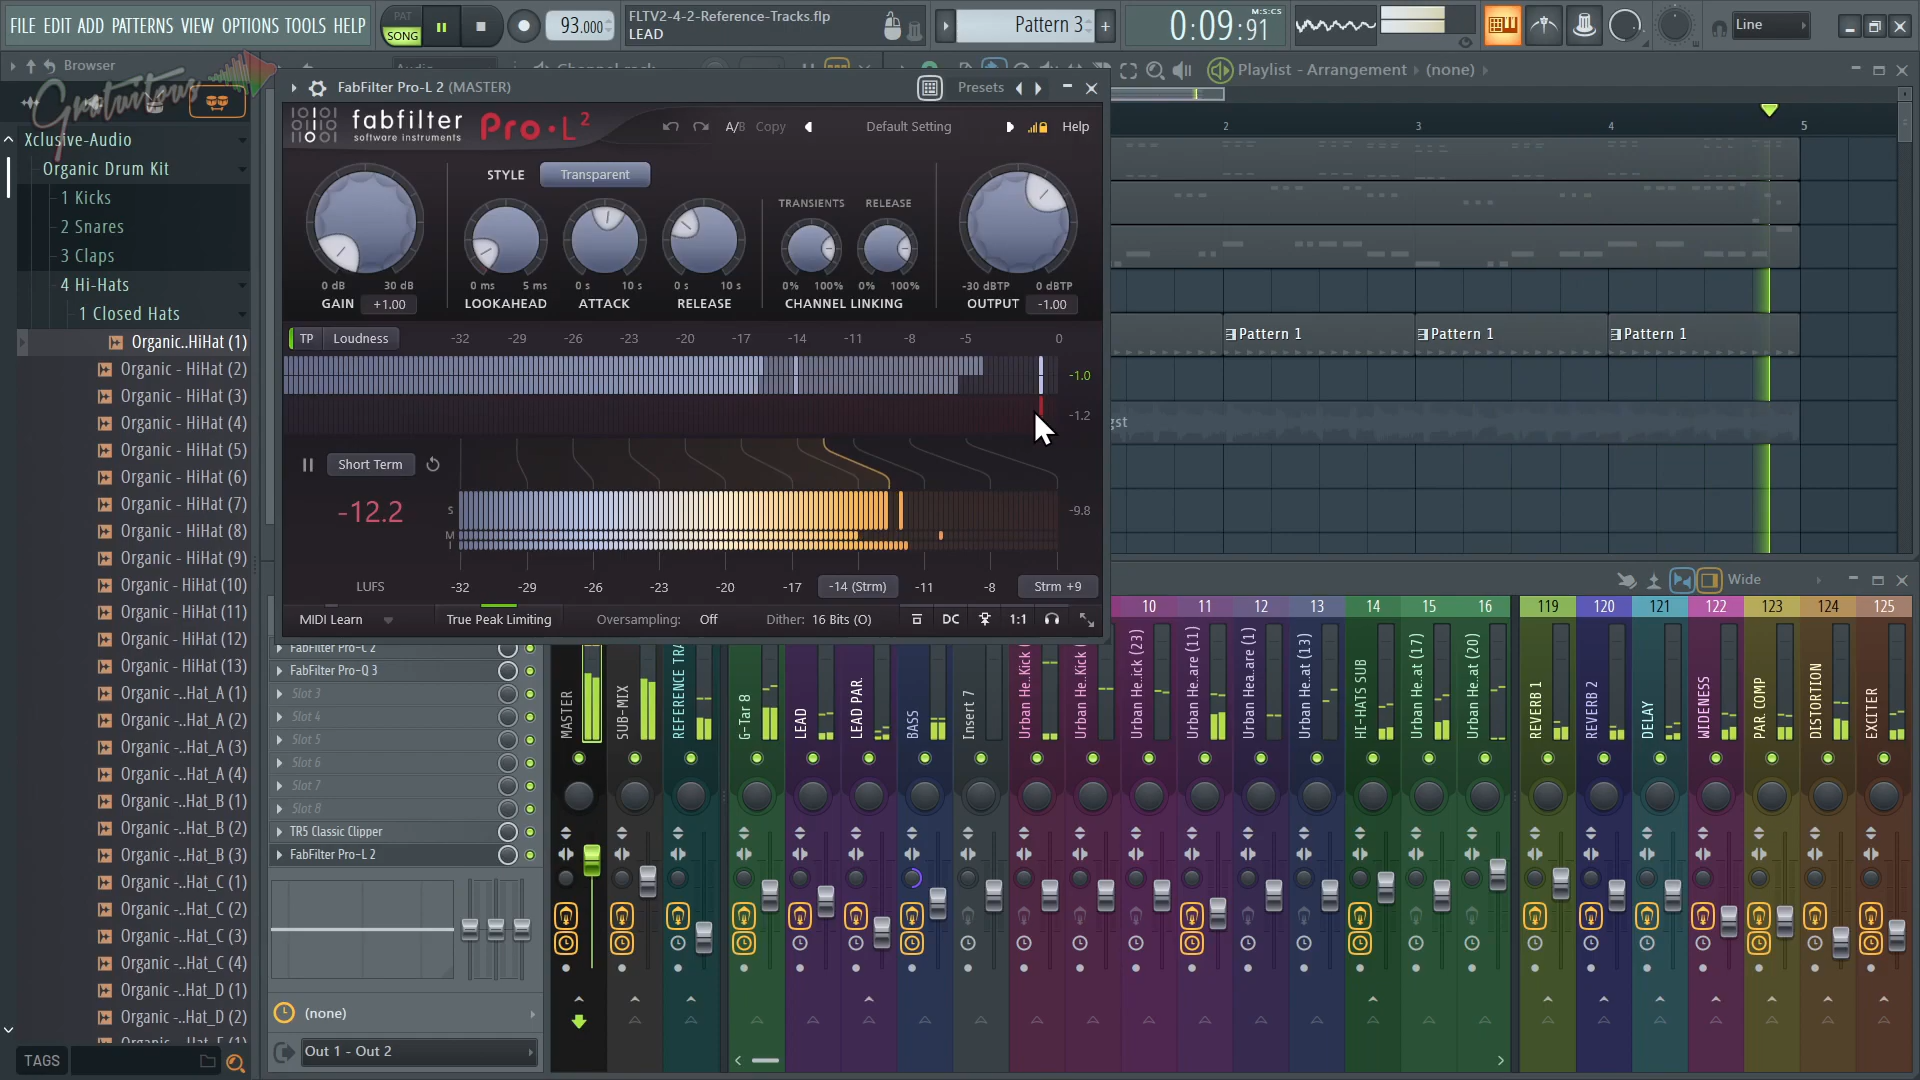 FILE EDIT ADD PATTERNS VIEW OPTIONS TOOLS HELP
PAT
SONG
93.000
FLTV2-4-2-Reference-Tracks.flp
LEAD
Pattern 3
+
M:S:CS
0:09:91
Line
Browser
Playlist - Arrangement
(none)
Gratuitous
Xclusive-Audio
Organic Drum Kit
1 Kicks
2 Snares
3 Claps
4 Hi-Hats
1 Closed Hats
Organic..HiHat (1)
Organic - HiHat (2)
Organic - HiHat (3)
Organic - HiHat (4)
Organic - HiHat (5)
Organic - HiHat (6)
Organic - HiHat (7)
Organic - HiHat (8)
Organic - HiHat (9)
Organic - HiHat (10)
Organic - HiHat (11)
Organic - HiHat (12)
Organic - HiHat (13)
Organic -..Hat_A (1)
Organic -..Hat_A (2)
Organic -..Hat_A (3)
Organic -..Hat_A (4)
Organic -..Hat_B (1)
Organic -..Hat_B (2)
Organic -..Hat_B (3)
Organic -..Hat_C (1)
Organic -..Hat_C (2)
Organic -..Hat_C (3)
Organic -..Hat_C (4)
Organic -..Hat_D (1)
Organic -..Hat_D (2)
TAGS
FabFilter Pro-L 2 (MASTER)
Presets
fabfilter
software instruments
Pro·L 2
A/B Copy
Default Setting
Help
STYLE Transparent
TRANSIENTS RELEASE
0 dB 30 dB
0 ms 5 ms
0 s 10 s
0 s 10 s
0% 100% 0% 100%
-30 dBTP 0 dBTP
GAIN +1.00
LOOKAHEAD
ATTACK
RELEASE
CHANNEL LINKING
OUTPUT -1.00
TP Loudness
-32 -29 -26 -23 -20 -17 -14 -11 -8 -5 0
-1.0
-1.2
Short Term
-12.2
S
M
I
-9.8
LUFS
-32 -29 -26 -23 -20 -17 -14 (Strm) -11 -8 Strm +9
MIDI Learn
True Peak Limiting
Oversampling: Off
Dither: 16 Bits (O)
DC
1:1
2 3 4 5
Pattern 1
Pattern 1
Pattern 1
gst
Wide
10 11 12 13 14 15 16 119 120 121 122 123 124 125
FabFilter Pro-L 2
FabFilter Pro-Q 3
Slot 3
Slot 4
Slot 5
Slot 6
Slot 7
Slot 8
TR5 Classic Clipper
FabFilter Pro-L 2
(none)
Out 1 - Out 2
MASTER
SUB-MIX
REFERENCE TRA
G-Tar 8
LEAD
LEAD PAR.
BASS
Insert 7
Urban He..Kick (
Urban He..Kick (
Urban He..ick (23)
Urban He..are (11)
Urban Hea..are (1)
Urban He..at (13)
HI-HATS SUB
Urban He..at (17)
Urban He..at (20)
REVERB 1
REVERB 2
DELAY
WIDENESS
PAR. COMP
DISTORTION
EXCITER